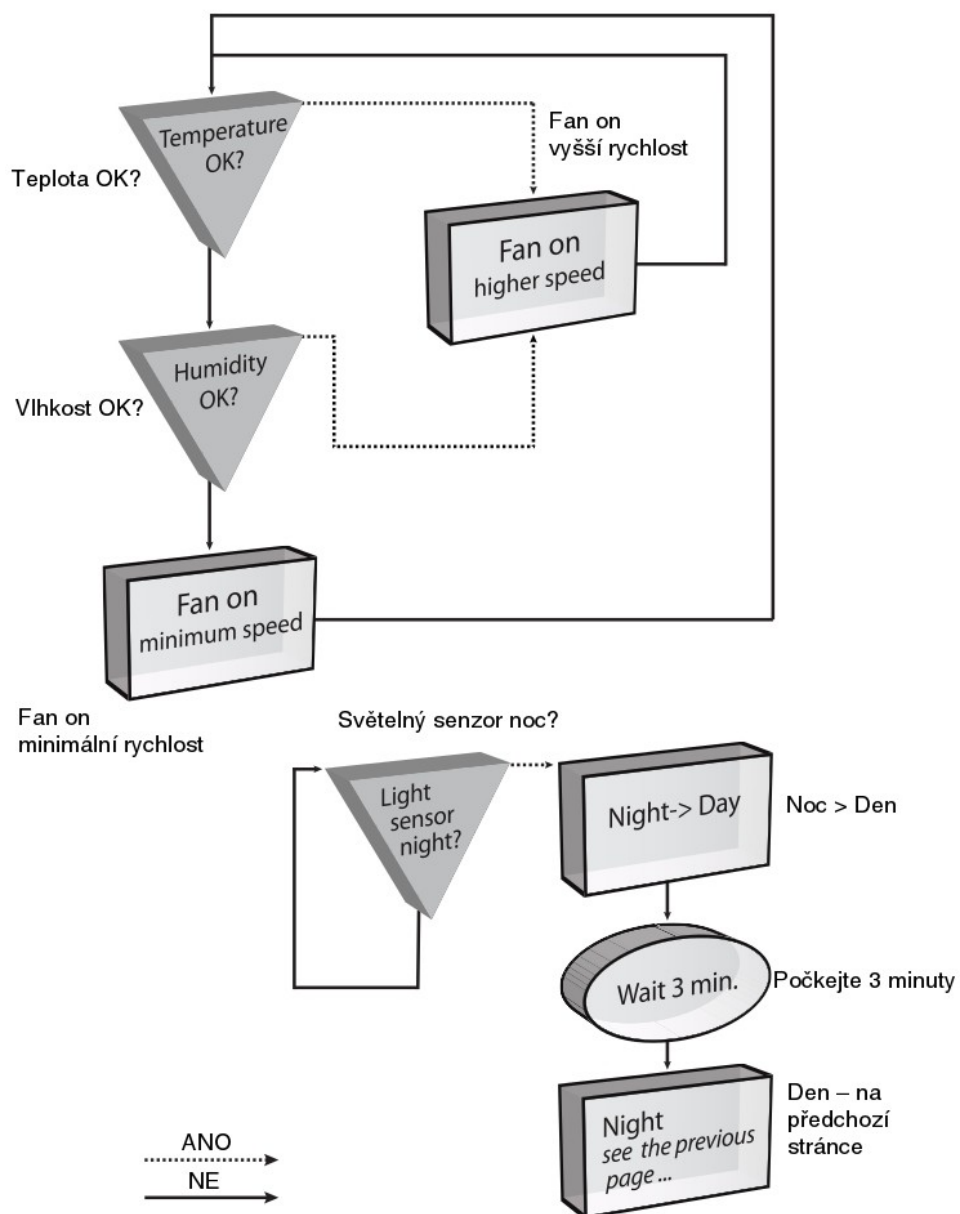 Temperature
OK?
Teplota OK?
Fan on
vyšší rychlost
Fan on
higher speed
Humidity
OK?
Vlhkost OK?
Fan on
minimum speed
Fan on
minimální rychlost
Světelný senzor noc?
Light
sensor
night?
Night-> Day
Noc > Den
Wait 3 min.
Počkejte 3 minuty
Night
see the previous
page ...
Den – na
předchozí
stránce
ANO
NE